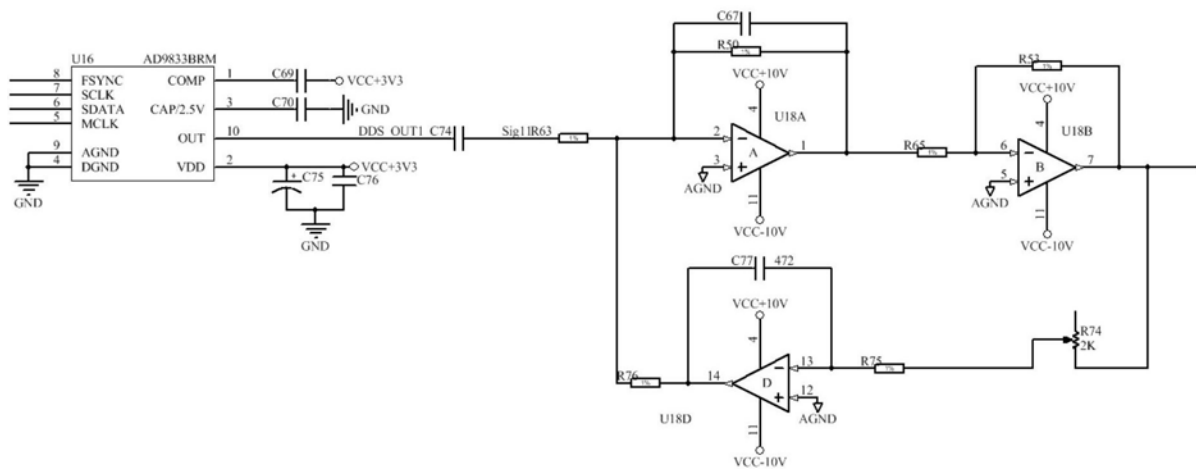 C67
R50
VCC+10V
4
U18A
2
A
1
3
AGND
11
VCC-10V
R53
VCC+10V
4
U18B
R65
6
B
7
5
AGND
11
VCC-10V
U16 AD9833BRM
8 FSYNC COMP 1 C69 VCC+3V3
7 SCLK
6 SDATA CAP/2.5V 3 C70 GND
5 MCLK
OUT 10 DDS_OUT1 C74 Sig11 R63 1%
9 AGND
4 DGND VDD 2 VCC+3V3
C75
C76
GND
GND
C77 472
VCC+10V
4
R76
14
D
13
R75
12
AGND
U18D
11
VCC-10V
R74
2K